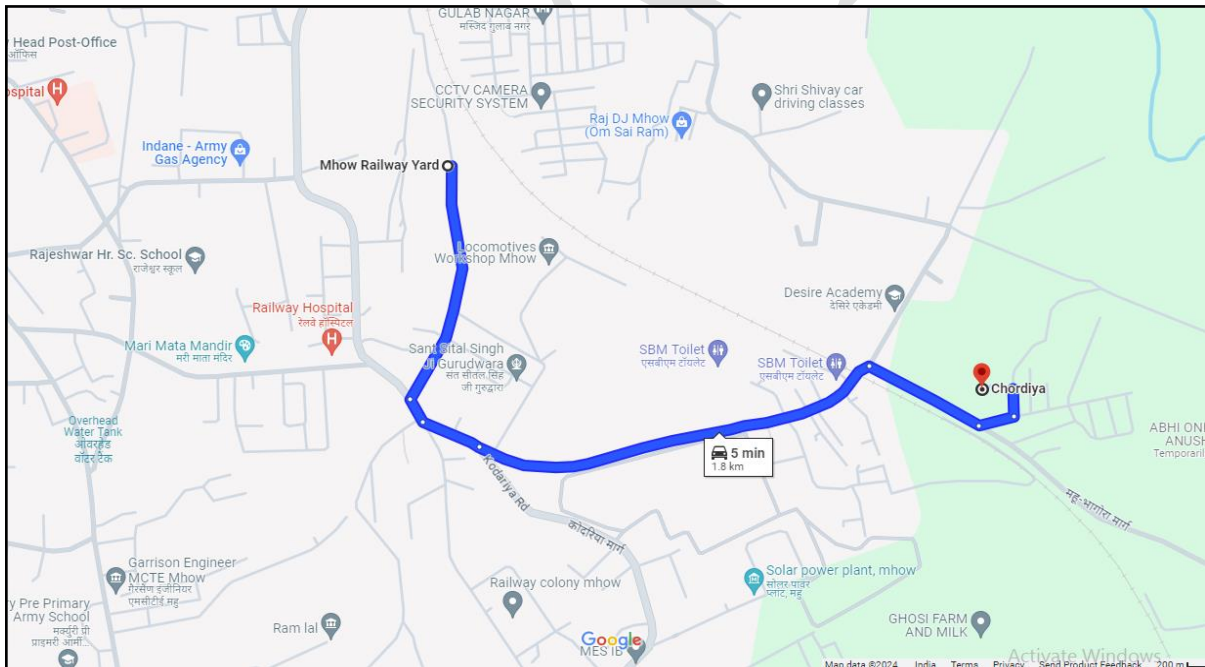 GULAB NAGAR
मस्जिद गुलाब नगर
Head Post-Office
ऑफिस
CCTV CAMERA
SECURITY SYSTEM
Shri Shivay car
driving classes
ospital
Raj DJ Mhow
(Om Sai Ram)
Indane - Army
Gas Agency
Mhow Railway Yard
Locomotives
Workshop Mhow
Rajeshwar Hr. Sc. School
राजेश्वर स्कूल
Desire Academy
देसिरे एकेडमी
Railway Hospital
रेलवे हॉस्पिटल
Mari Mata Mandir
मरी माता मंदिर
Sant Sital Singh
Ji Gurudwara
संत सीतल सिंह
जी गुरुद्वारा
SBM Toilet
एसबीएम टॉयलेट
SBM Toilet
एसबीएम टॉयलेट
Chordiya
Overhead
Water Tank
ओवरहेड
वॉटर टैंक
ABHI ON
ANUSH
Temporaril
5 min
1.8 km
Kodariya Rd
कोदरिया मार्ग
महू-भागोरा मार्ग
Garrison Engineer
MCTE Mhow
गैरसेंण इंजीनियर
एमसीटीई महू
Railway colony mhow
Solar power plant, mhow
सोलर पावर
प्लांट, महू
y Pre Primary
Army School
मर्क्युरी प्री
प्राइमरी आर्मी...
Ram lal
GHOSI FARM
AND MILK
Google
MES IB
Activate Windows
Map data ©2024 India Terms Privacy Send Product Feedback 200 m